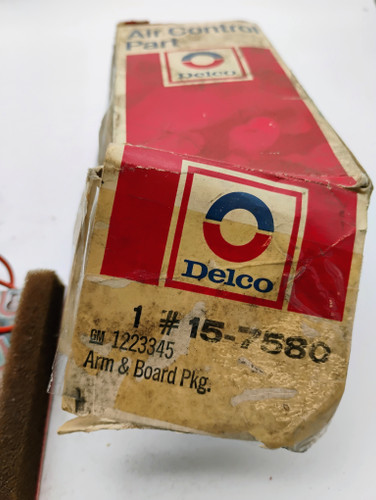 Air Control
Part
Delco
Delco
1 #15-7580
GM 1223345
Arm & Board Pkg.